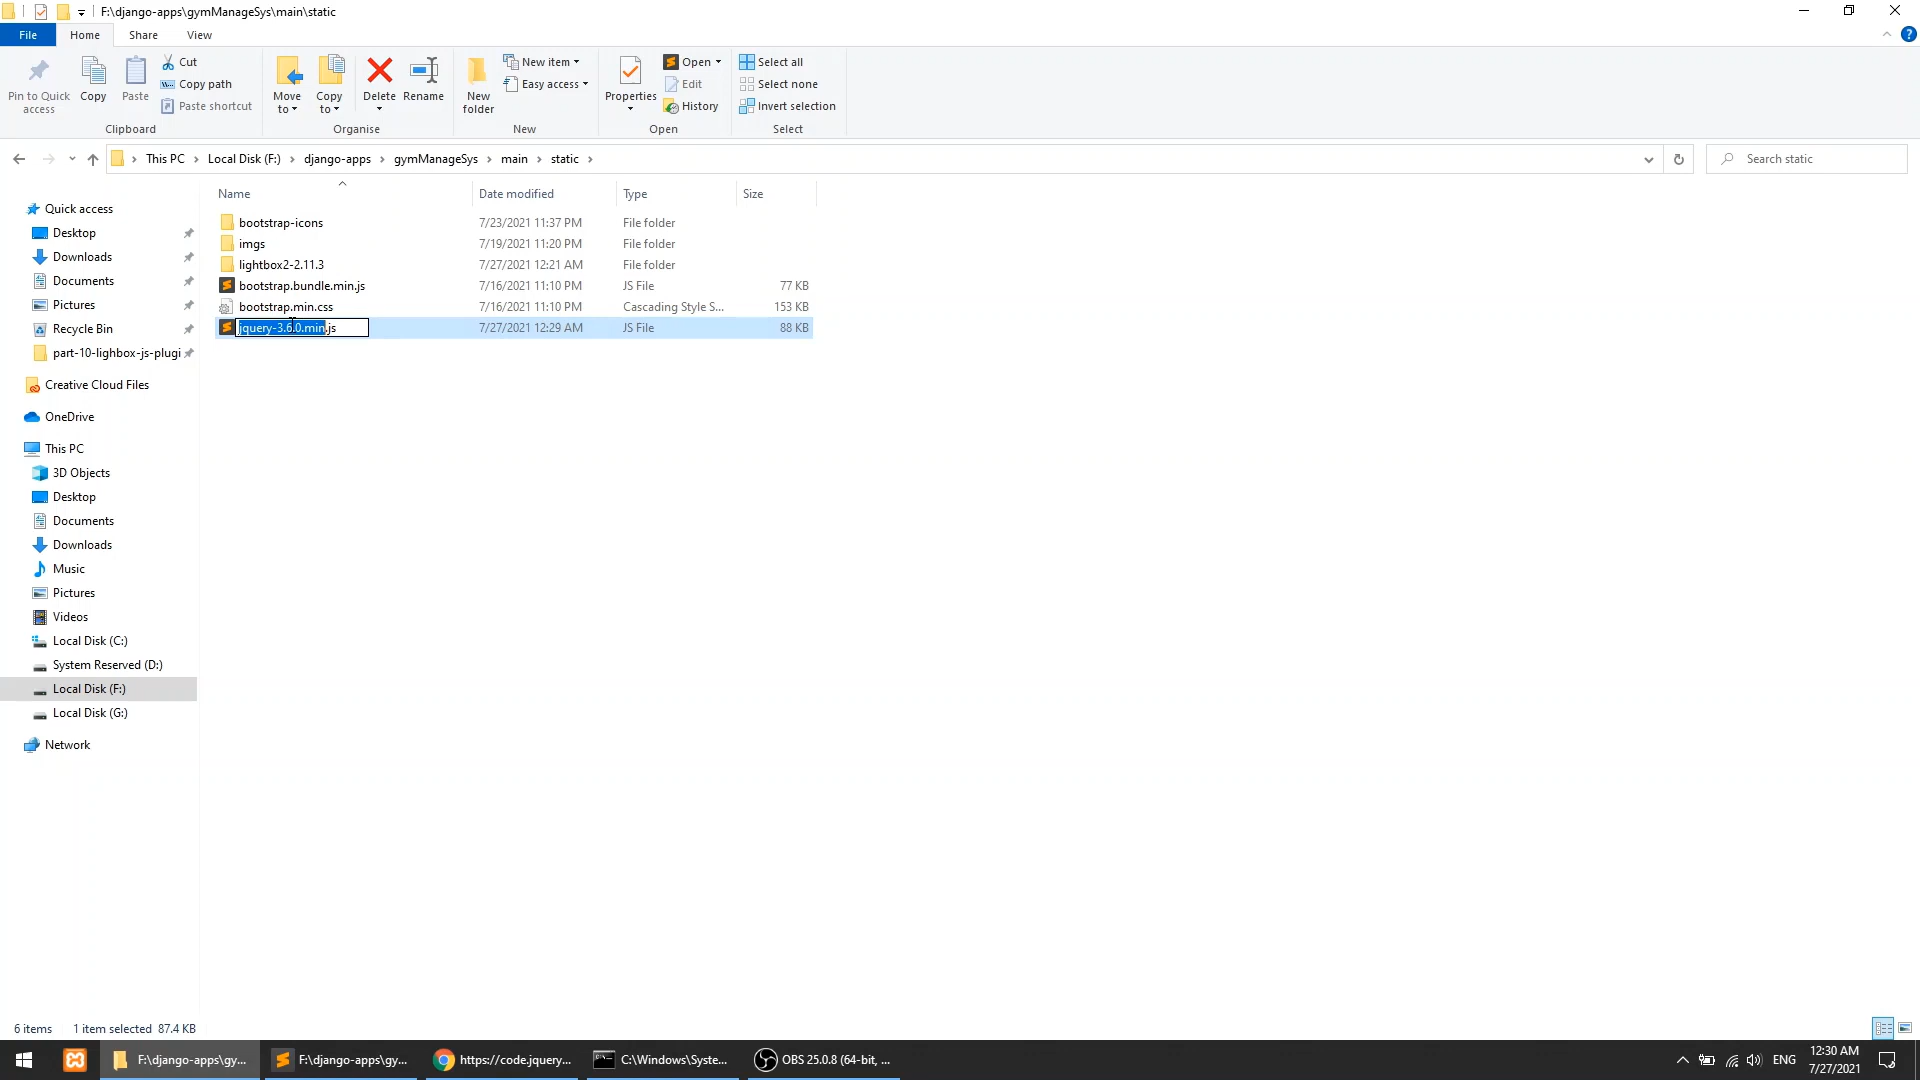 F:\django-apps\gymManageSys\main\static
File Home Share View
Pin to Quick access
Copy
Paste
Cut
Copy path
Paste shortcut
Clipboard
Move to
Copy to
Delete
Rename
Organise
New folder
New item
Easy access
New
Properties
Open
Edit
History
Open
Select all
Select none
Invert selection
Select
This PC › Local Disk (F:) › django-apps › gymManageSys › main › static ›
Search static
Name Date modified Type Size
bootstrap-icons 7/23/2021 11:37 PM File folder
imgs 7/19/2021 11:20 PM File folder
lightbox2-2.11.3 7/27/2021 12:21 AM File folder
bootstrap.bundle.min.js 7/16/2021 11:10 PM JS File 77 KB
bootstrap.min.css 7/16/2021 11:10 PM Cascading Style S... 153 KB
jquery-3.6.0.min.js 7/27/2021 12:29 AM JS File 88 KB
Quick access
Desktop
Downloads
Documents
Pictures
Recycle Bin
part-10-lighbox-js-plugi
Creative Cloud Files
OneDrive
This PC
3D Objects
Desktop
Documents
Downloads
Music
Pictures
Videos
Local Disk (C:)
System Reserved (D:)
Local Disk (F:)
Local Disk (G:)
Network
6 items 1 item selected 87.4 KB
F:\django-apps\gy...
F:\django-apps\gy...
https://code.jquery...
C:\Windows\Syste...
OBS 25.0.8 (64-bit, ...
ENG
12:30 AM
7/27/2021